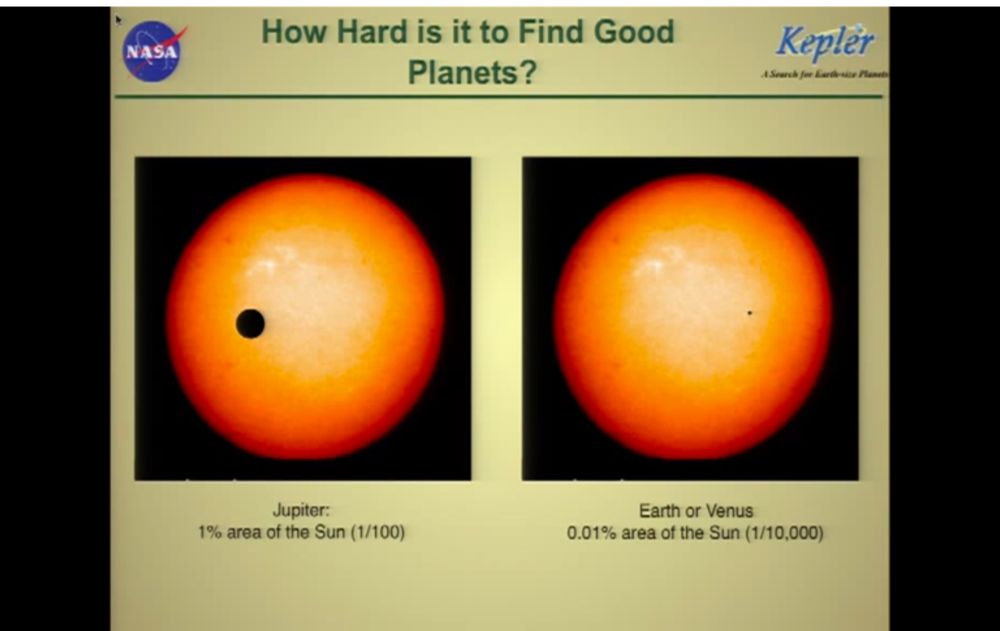 NASA
How Hard is it to Find Good
Planets?
Kepler
A Search for Earth-size Planets
Jupiter:
1% area of the Sun (1/100)
Earth or Venus
0.01% area of the Sun (1/10,000)